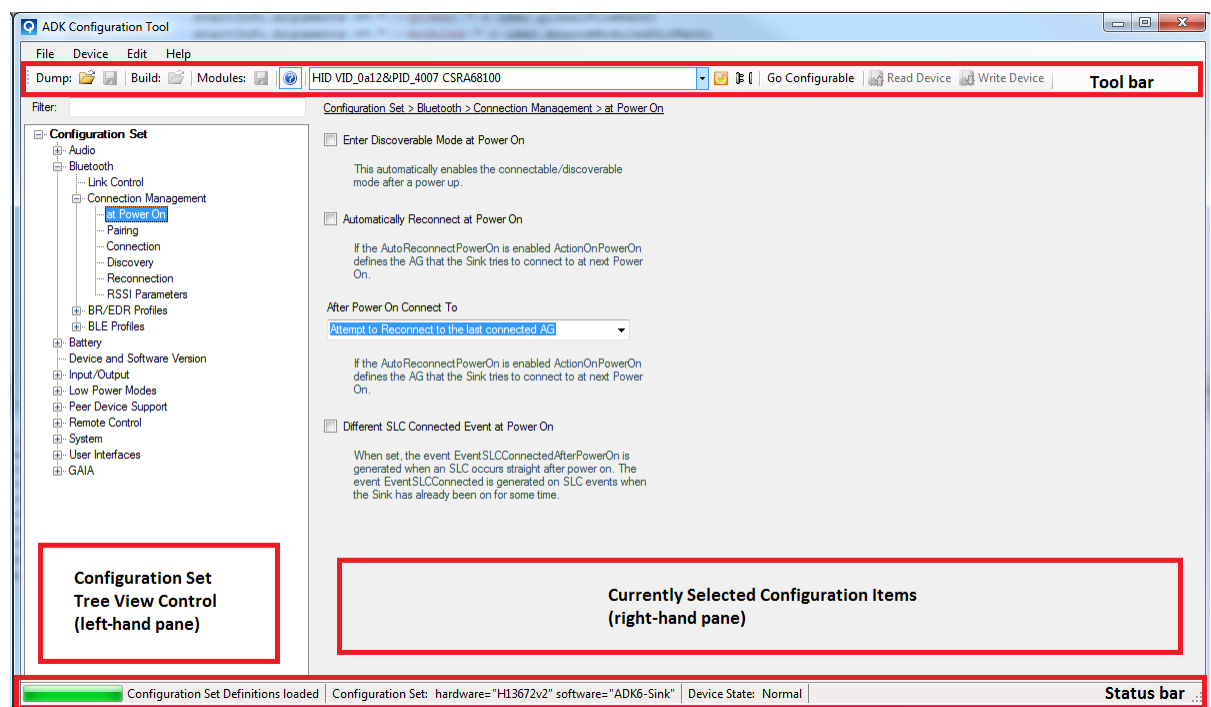 ADK Configuration Tool
File Device Edit Help
Dump: Build: Modules: HID VID_0a12&PID_4007 CSRA68100 Go Configurable Read Device Write Device Tool bar
Filter:
Configuration Set > Bluetooth > Connection Management > at Power On
Configuration Set
Audio
Bluetooth
Link Control
Connection Management
at Power On
Pairing
Connection
Discovery
Reconnection
RSSI Parameters
BR/EDR Profiles
BLE Profiles
Battery
Device and Software Version
Input/Output
Low Power Modes
Peer Device Support
Remote Control
System
User Interfaces
GAIA
Configuration Set
Tree View Control
(left-hand pane)
Enter Discoverable Mode at Power On
This automatically enables the connectable/discoverable
mode after a power up.
Automatically Reconnect at Power On
If the AutoReconnectPowerOn is enabled ActionOnPowerOn
defines the AG that the Sink tries to connect to at next Power
On.
After Power On Connect To
Attempt to Reconnect to the last connected AG
If the AutoReconnectPowerOn is enabled ActionOnPowerOn
defines the AG that the Sink tries to connect to at next Power
On.
Different SLC Connected Event at Power On
When set, the event EventSLCConnectedAfterPowerOn is
generated when an SLC occurs straight after power on. The
event EventSLCConnected is generated on SLC events when
the Sink has already been on for some time.
Currently Selected Configuration Items
(right-hand pane)
Configuration Set Definitions loaded Configuration Set: hardware="H13672v2" software="ADK6-Sink" Device State: Normal Status bar